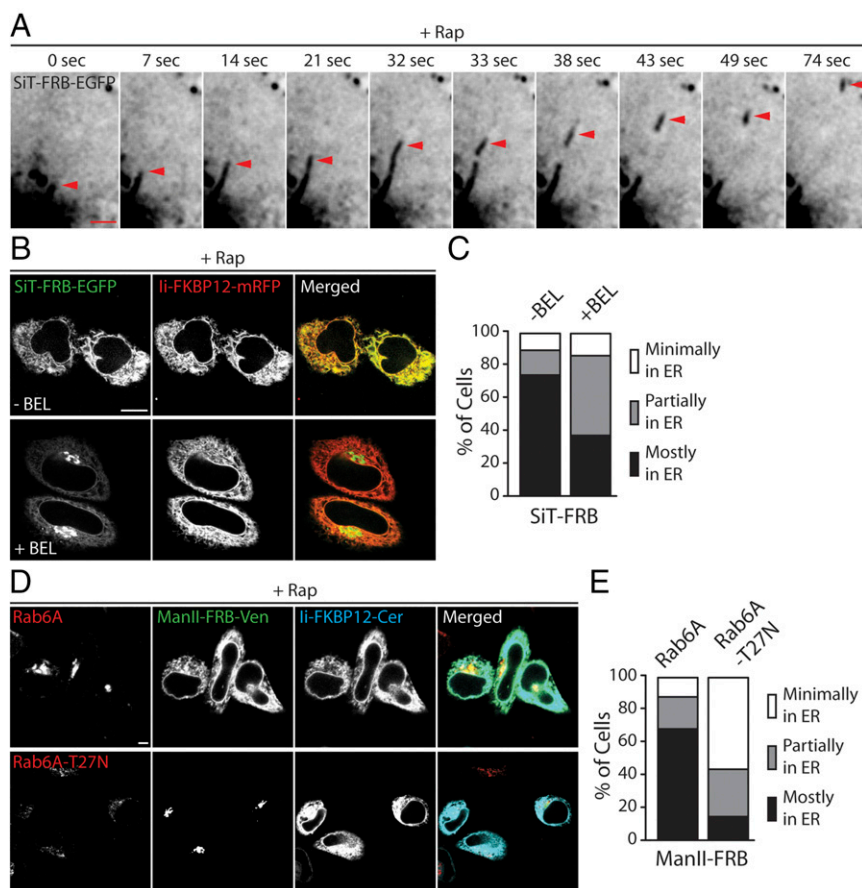 A
+ Rap
0 sec 7 sec 14 sec 21 sec 32 sec 33 sec 38 sec 43 sec 49 sec 74 sec
SiT-FRB-EGFP
B
+ Rap
SiT-FRB-EGFP Ii-FKBP12-mRFP Merged
- BEL
+ BEL
C
-BEL +BEL
100
80
60
40
20
0
% of Cells
Minimally
in ER
Partially
in ER
Mostly
in ER
SiT-FRB
D
+ Rap
Rab6A ManII-FRB-Ven Ii-FKBP12-Cer Merged
Rab6A-T27N
E
Rab6A Rab6A
-T27N
100
80
60
40
20
0
% of Cells
Minimally
in ER
Partially
in ER
Mostly
in ER
ManII-FRB